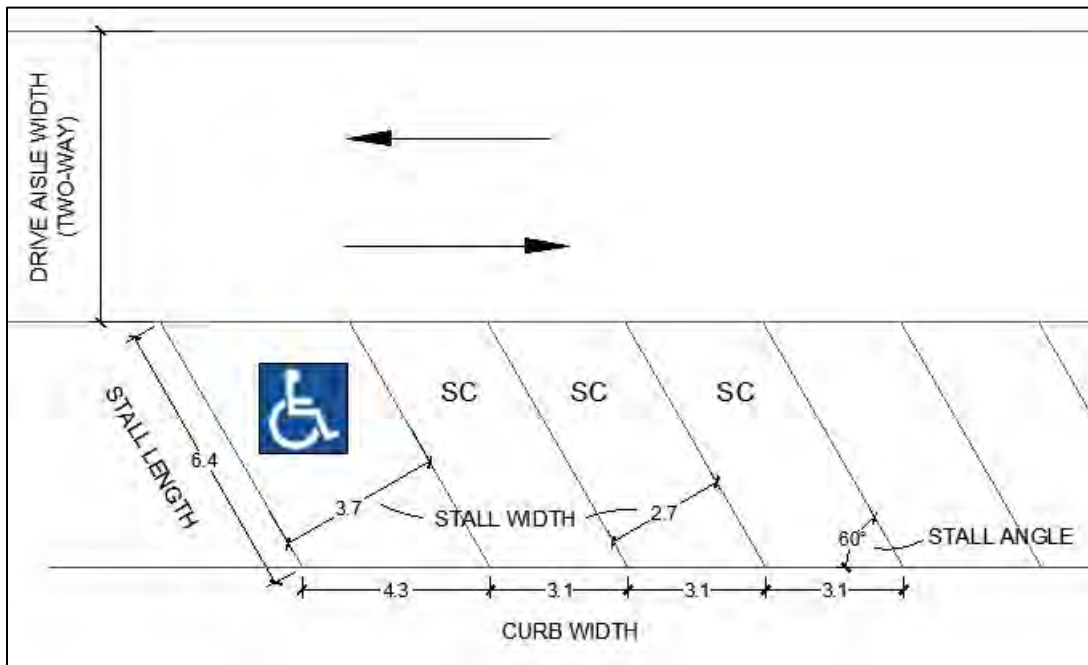 DRIVE AISLE WIDTH
(TWO-WAY)
SC
SC
SC
STALL LENGTH
6.4
3.7
STALL WIDTH
2.7
60°
STALL ANGLE
4.3
3.1
3.1
3.1
CURB WIDTH